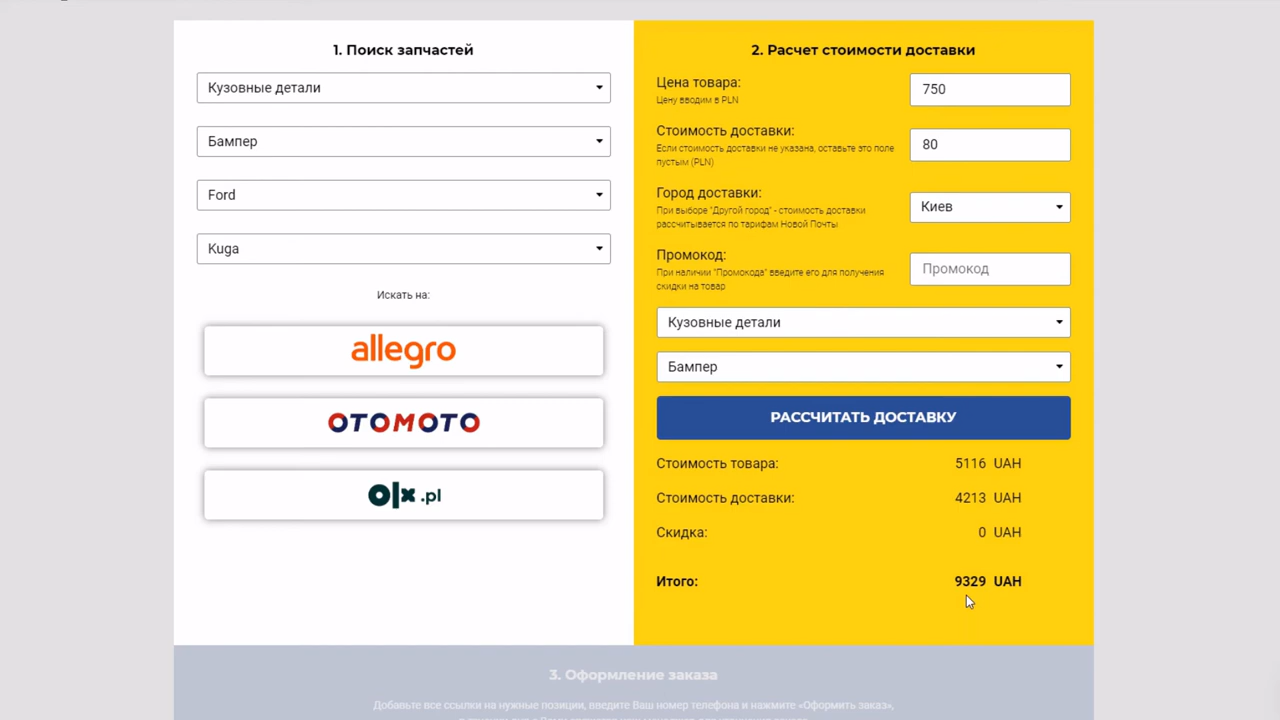 1. Поиск запчастей
Кузовные детали
Бампер
Ford
Kuga
Искать на:
allegro
OTOMOTO
olx.pl
2. Расчет стоимости доставки
Цена товара:
Цену вводим в PLN
750
Стоимость доставки:
Если стоимость доставки не указана, оставьте это поле
пустым (PLN)
80
Город доставки:
При выборе "Другой город" - стоимость доставки
рассчитывается по тарифам Новой Почты
Киев
Промокод:
При наличии "Промокода" введите его для получения
скидки на товар
Промокод
Кузовные детали
Бампер
РАССЧИТАТЬ ДОСТАВКУ
Стоимость товара: 5116 UAH
Стоимость доставки: 4213 UAH
Скидка: 0 UAH
Итого: 9329 UAH
3. Оформление заказа
Добавьте все ссылки на нужные позиции, введите Ваш номер телефона и нажмите «Оформить заказ»,